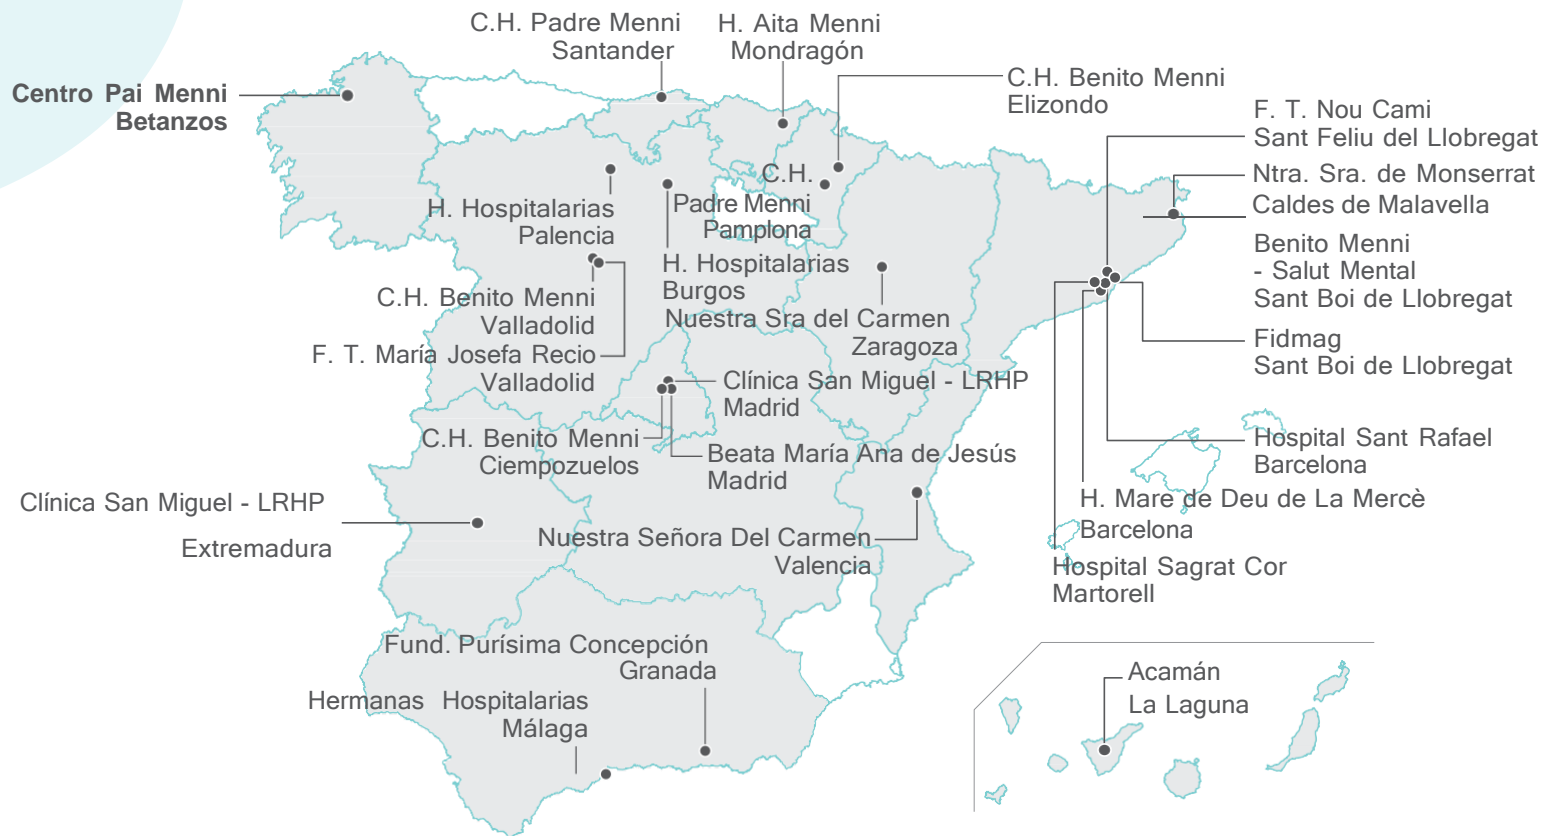 C.H. Padre Menni
Santander
H. Aita Menni
Mondragón
Centro Pai Menni
Betanzos
C.H. Benito Menni
Elizondo
F. T. Nou Cami
Sant Feliu del Llobregat
Ntra. Sra. de Monserrat
Caldes de Malavella
C.H.
Padre Menni
Pamplona
H. Hospitalarias
Palencia
Benito Menni
- Salut Mental
Sant Boi de Llobregat
H. Hospitalarias
Burgos
C.H. Benito Menni
Valladolid
Nuestra Sra del Carmen
Zaragoza
F. T. María Josefa Recio
Valladolid
Fidmag
Sant Boi de Llobregat
Clínica San Miguel - LRHP
Madrid
C.H. Benito Menni
Ciempozuelos
Beata María Ana de Jesús
Madrid
Hospital Sant Rafael
Barcelona
H. Mare de Deu de La Mercè
Barcelona
Clínica San Miguel - LRHP
Extremadura
Nuestra Señora Del Carmen
Valencia
Hospital Sagrat Cor
Martorell
Fund. Purísima Concepción
Granada
Hermanas Hospitalarias
Málaga
Acamán
La Laguna